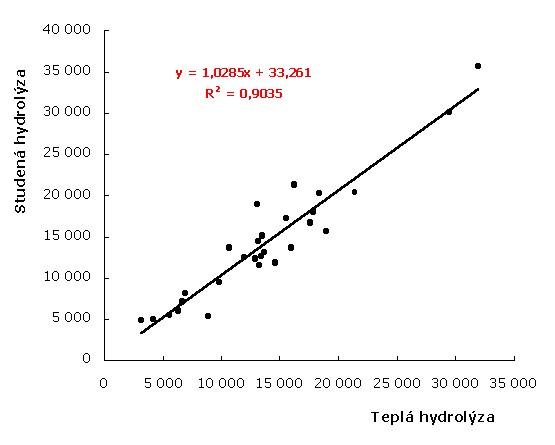 40 000
35 000
30 000
25 000
20 000
15 000
10 000
5 000
0
Studená hydrolýza
y = 1,0285x + 33,261
R² = 0,9035
0 5 000 10 000 15 000 20 000 25 000 30 000 35 000
Teplá hydrolýza